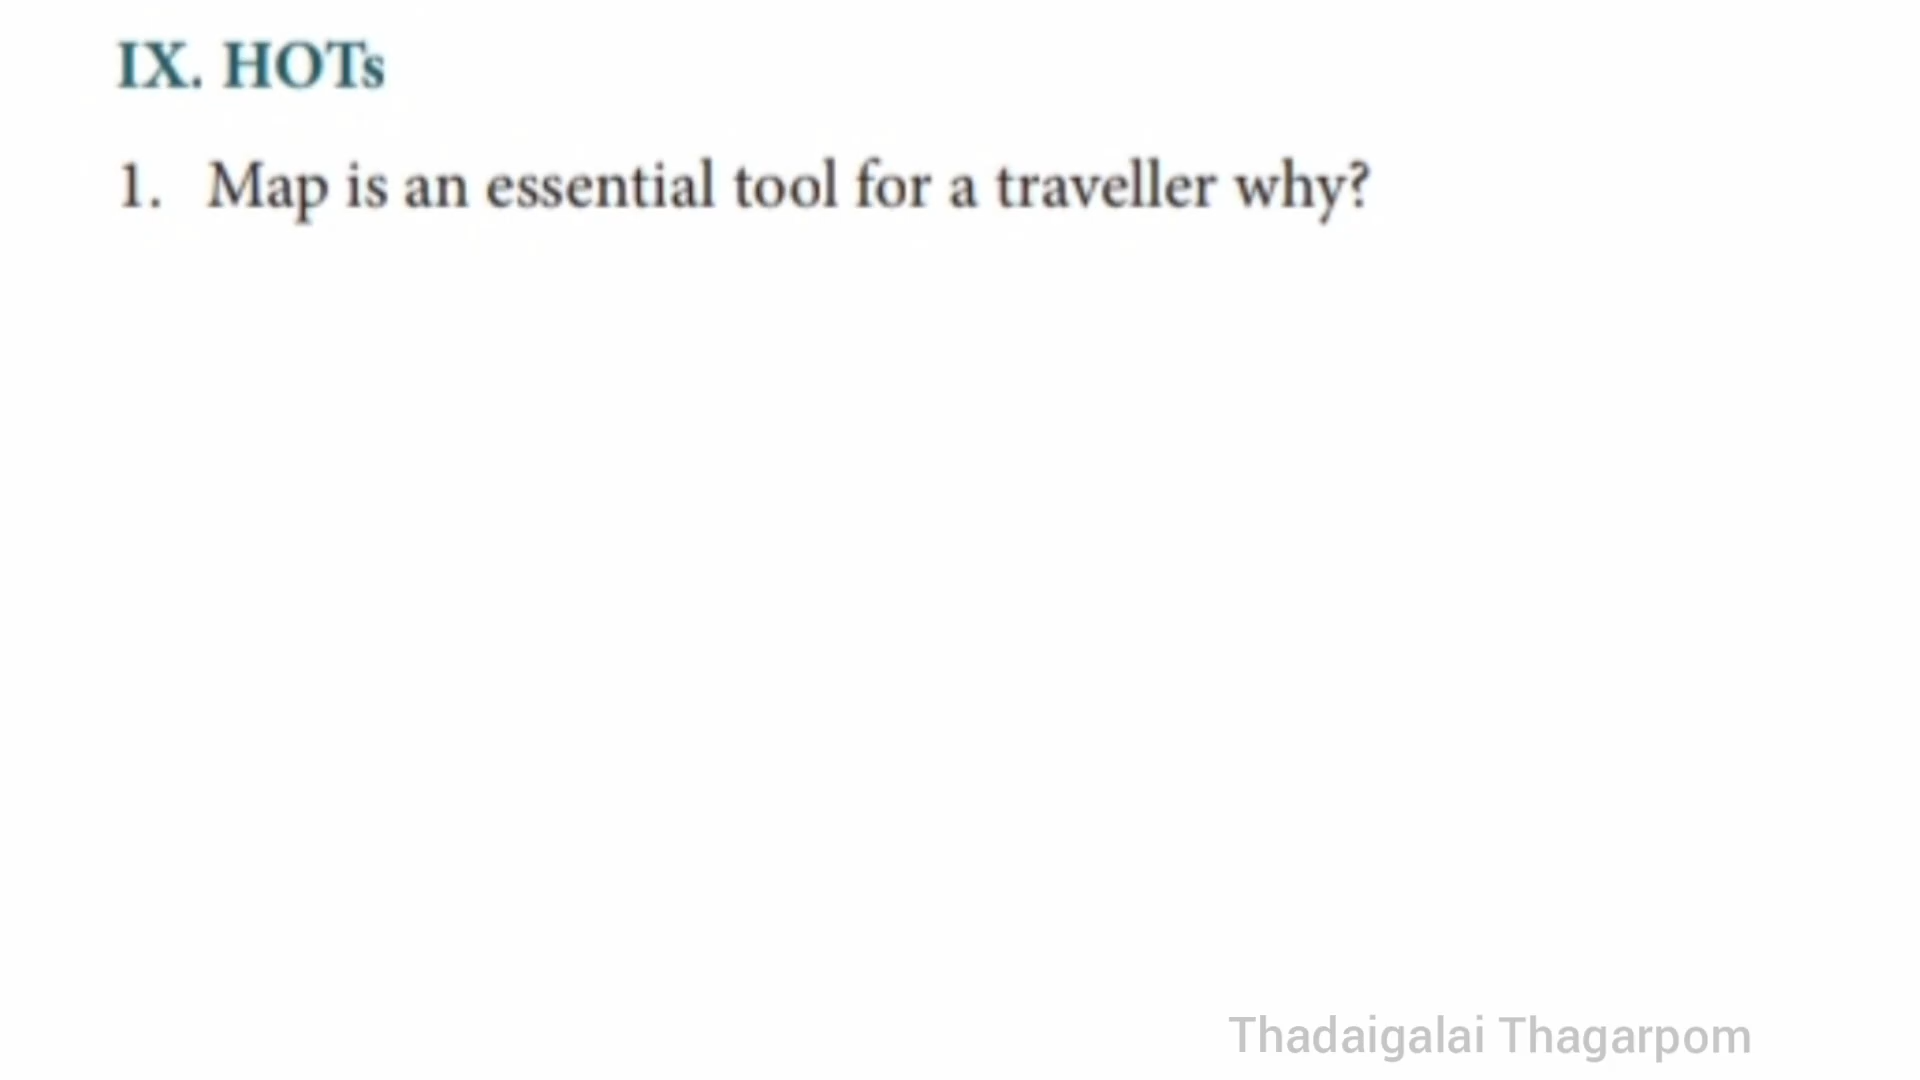 IX. HOTs
1. Map is an essential tool for a traveller why?
Thadaigalai Thagarpom